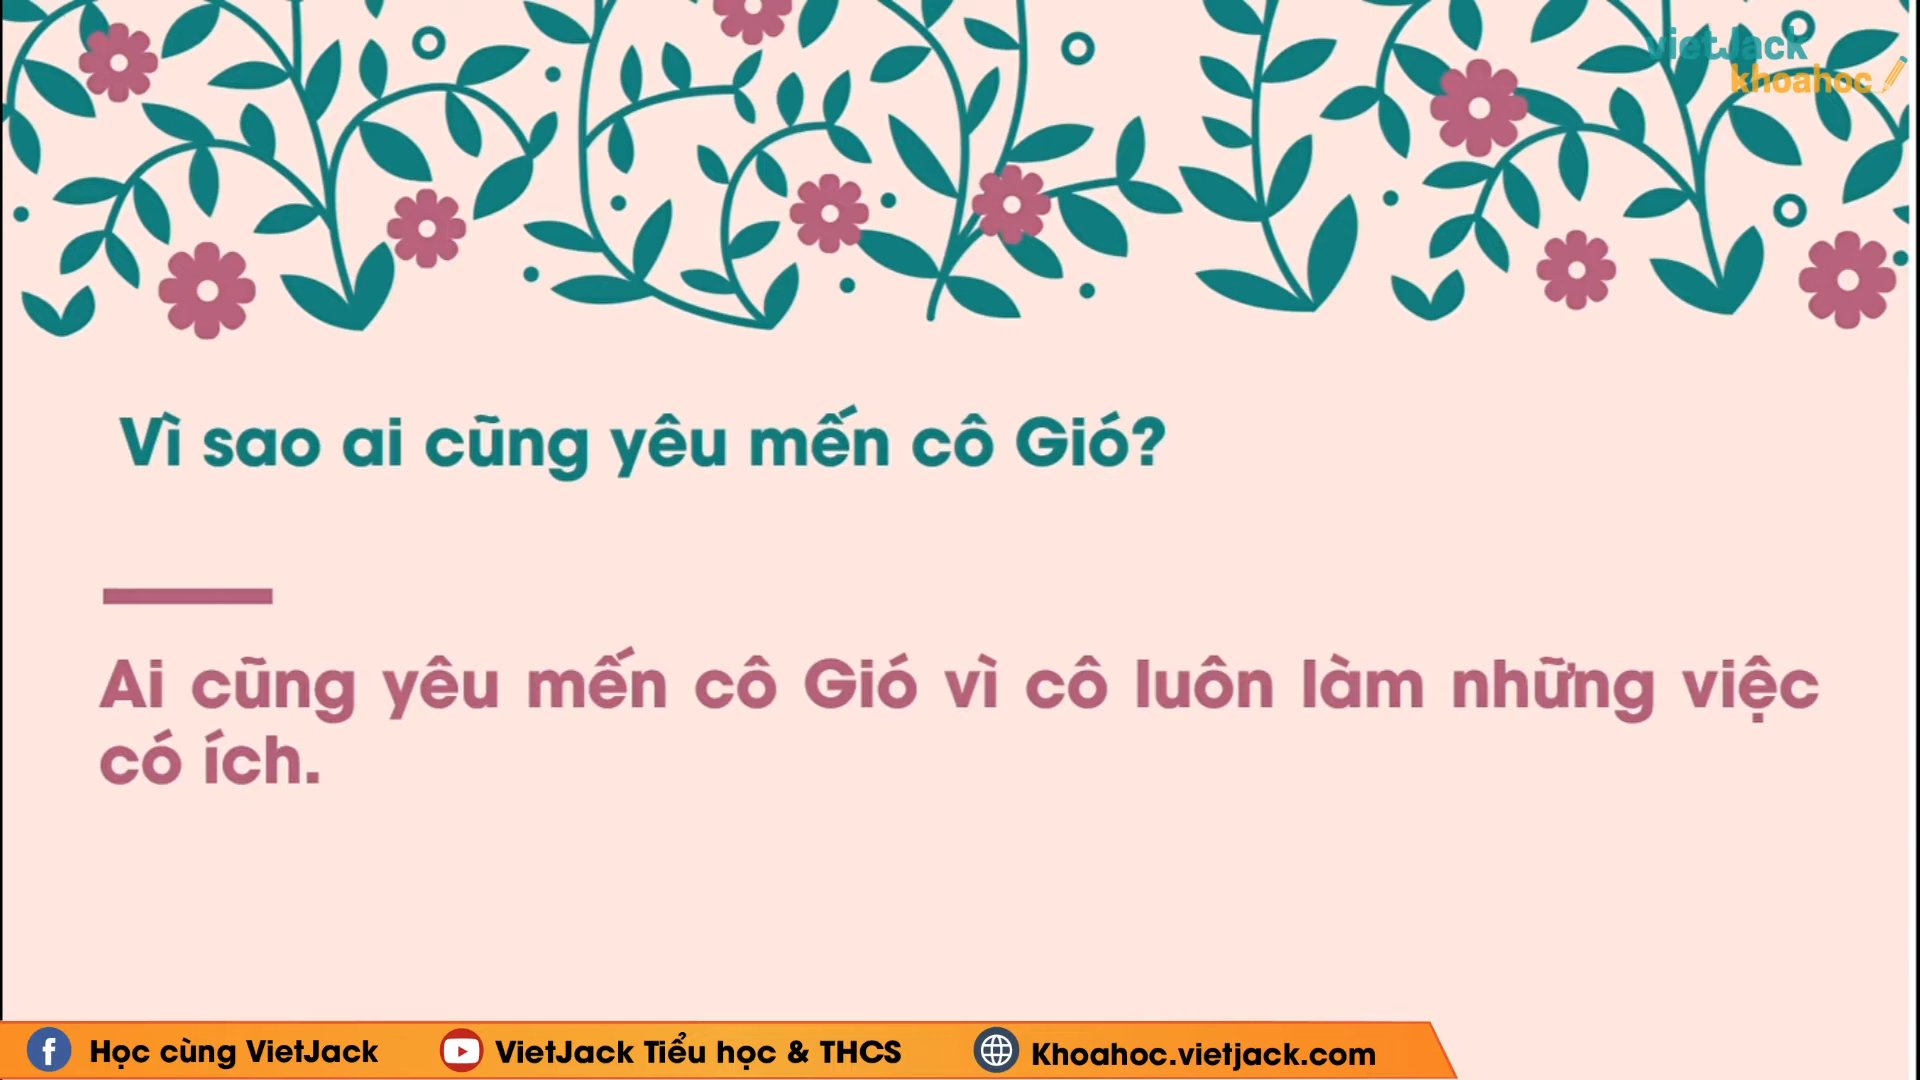 vietJack
khoahoc
Vì sao ai cũng yêu mến cô Gió?
Ai cũng yêu mến cô Gió vì cô luôn làm những việc
có ích.
Học cùng VietJack
VietJack Tiểu học & THCS
Khoahoc.vietjack.com